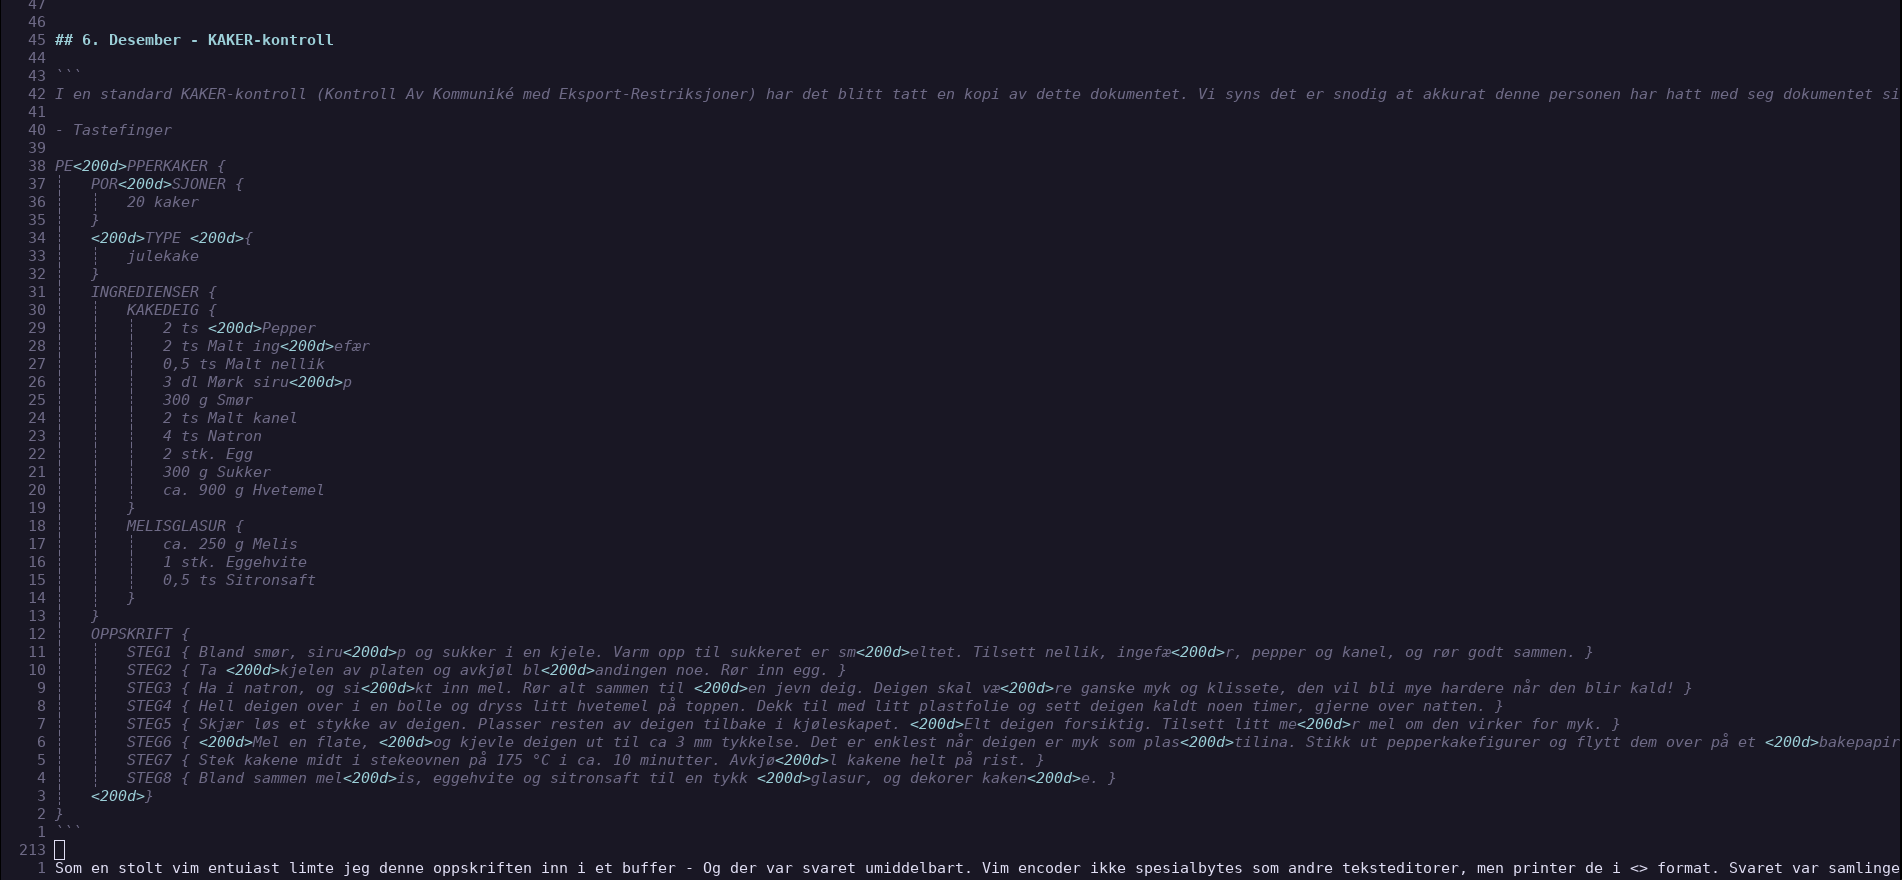 47
46
45 ## 6. Desember - KAKER-kontroll
44
43 ```
42 I en standard KAKER-kontroll (Kontroll Av Kommuniké med Eksport-Restriksjoner) har det blitt tatt en kopi av dette dokumentet. Vi syns det er snodig at akkurat denne personen har hatt med seg dokumentet si
41
40 - Tastefinger
39
38 PE<200d>PPERKAKER {
37 POR<200d>SJONER {
36 20 kaker
35 }
34 <200d>TYPE <200d>{
33 julekake
32 }
31 INGREDIENSER {
30 KAKEDEIG {
29 2 ts <200d>Pepper
28 2 ts Malt ing<200d>efær
27 0,5 ts Malt nellik
26 3 dl Mørk siru<200d>p
25 300 g Smør
24 2 ts Malt kanel
23 4 ts Natron
22 2 stk. Egg
21 300 g Sukker
20 ca. 900 g Hvetemel
19 }
18 MELISGLASUR {
17 ca. 250 g Melis
16 1 stk. Eggehvite
15 0,5 ts Sitronsaft
14 }
13 }
12 OPPSKRIFT {
11 STEG1 { Bland smør, siru<200d>p og sukker i en kjele. Varm opp til sukkeret er sm<200d>eltet. Tilsett nellik, ingefæ<200d>r, pepper og kanel, og rør godt sammen. }
10 STEG2 { Ta <200d>kjelen av platen og avkjøl bl<200d>andingen noe. Rør inn egg. }
9 STEG3 { Ha i natron, og si<200d>kt inn mel. Rør alt sammen til <200d>en jevn deig. Deigen skal væ<200d>re ganske myk og klissete, den vil bli mye hardere når den blir kald! }
8 STEG4 { Hell deigen over i en bolle og dryss litt hvetemel på toppen. Dekk til med litt plastfolie og sett deigen kaldt noen timer, gjerne over natten. }
7 STEG5 { Skjær løs et stykke av deigen. Plasser resten av deigen tilbake i kjøleskapet. <200d>Elt deigen forsiktig. Tilsett litt me<200d>r mel om den virker for myk. }
6 STEG6 { <200d>Mel en flate, <200d>og kjevle deigen ut til ca 3 mm tykkelse. Det er enklest når deigen er myk som plas<200d>tilina. Stikk ut pepperkakefigurer og flytt dem over på et <200d>bakepapir
5 STEG7 { Stek kakene midt i stekeovnen på 175 °C i ca. 10 minutter. Avkjø<200d>l kakene helt på rist. }
4 STEG8 { Bland sammen mel<200d>is, eggehvite og sitronsaft til en tykk <200d>glasur, og dekorer kaken<200d>e. }
3 <200d>}
2 }
1 ```
213
1 Som en stolt vim entuiast limte jeg denne oppskriften inn i et buffer - Og der var svaret umiddelbart. Vim encoder ikke spesialbytes som andre teksteditorer, men printer de i <> format. Svaret var samlinge